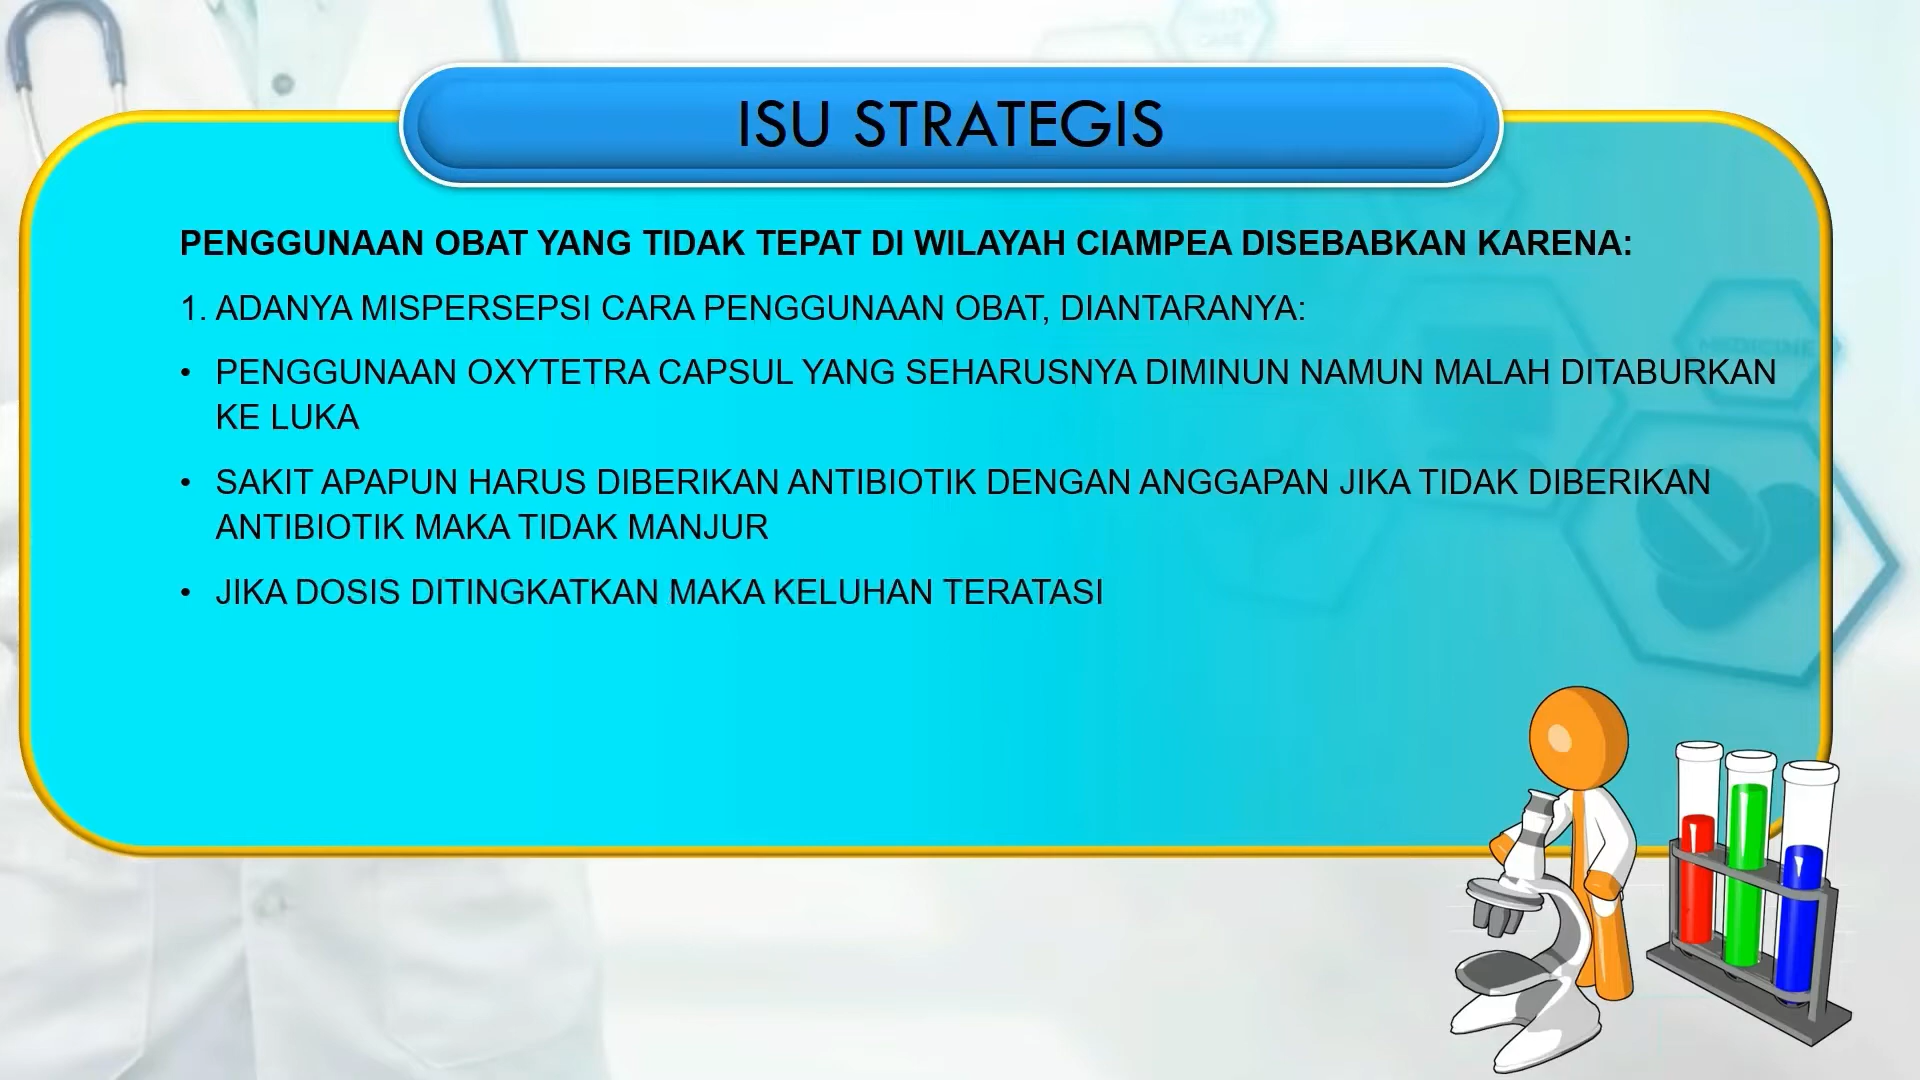 ISU STRATEGIS
PENGGUNAAN OBAT YANG TIDAK TEPAT DI WILAYAH CIAMPEA DISEBABKAN KARENA:
1. ADANYA MISPERSEPSI CARA PENGGUNAAN OBAT, DIANTARANYA:
• PENGGUNAAN OXYTETRA CAPSUL YANG SEHARUSNYA DIMINUN NAMUN MALAH DITABURKAN
KE LUKA
• SAKIT APAPUN HARUS DIBERIKAN ANTIBIOTIK DENGAN ANGGAPAN JIKA TIDAK DIBERIKAN
ANTIBIOTIK MAKA TIDAK MANJUR
• JIKA DOSIS DITINGKATKAN MAKA KELUHAN TERATASI
MEDICINE